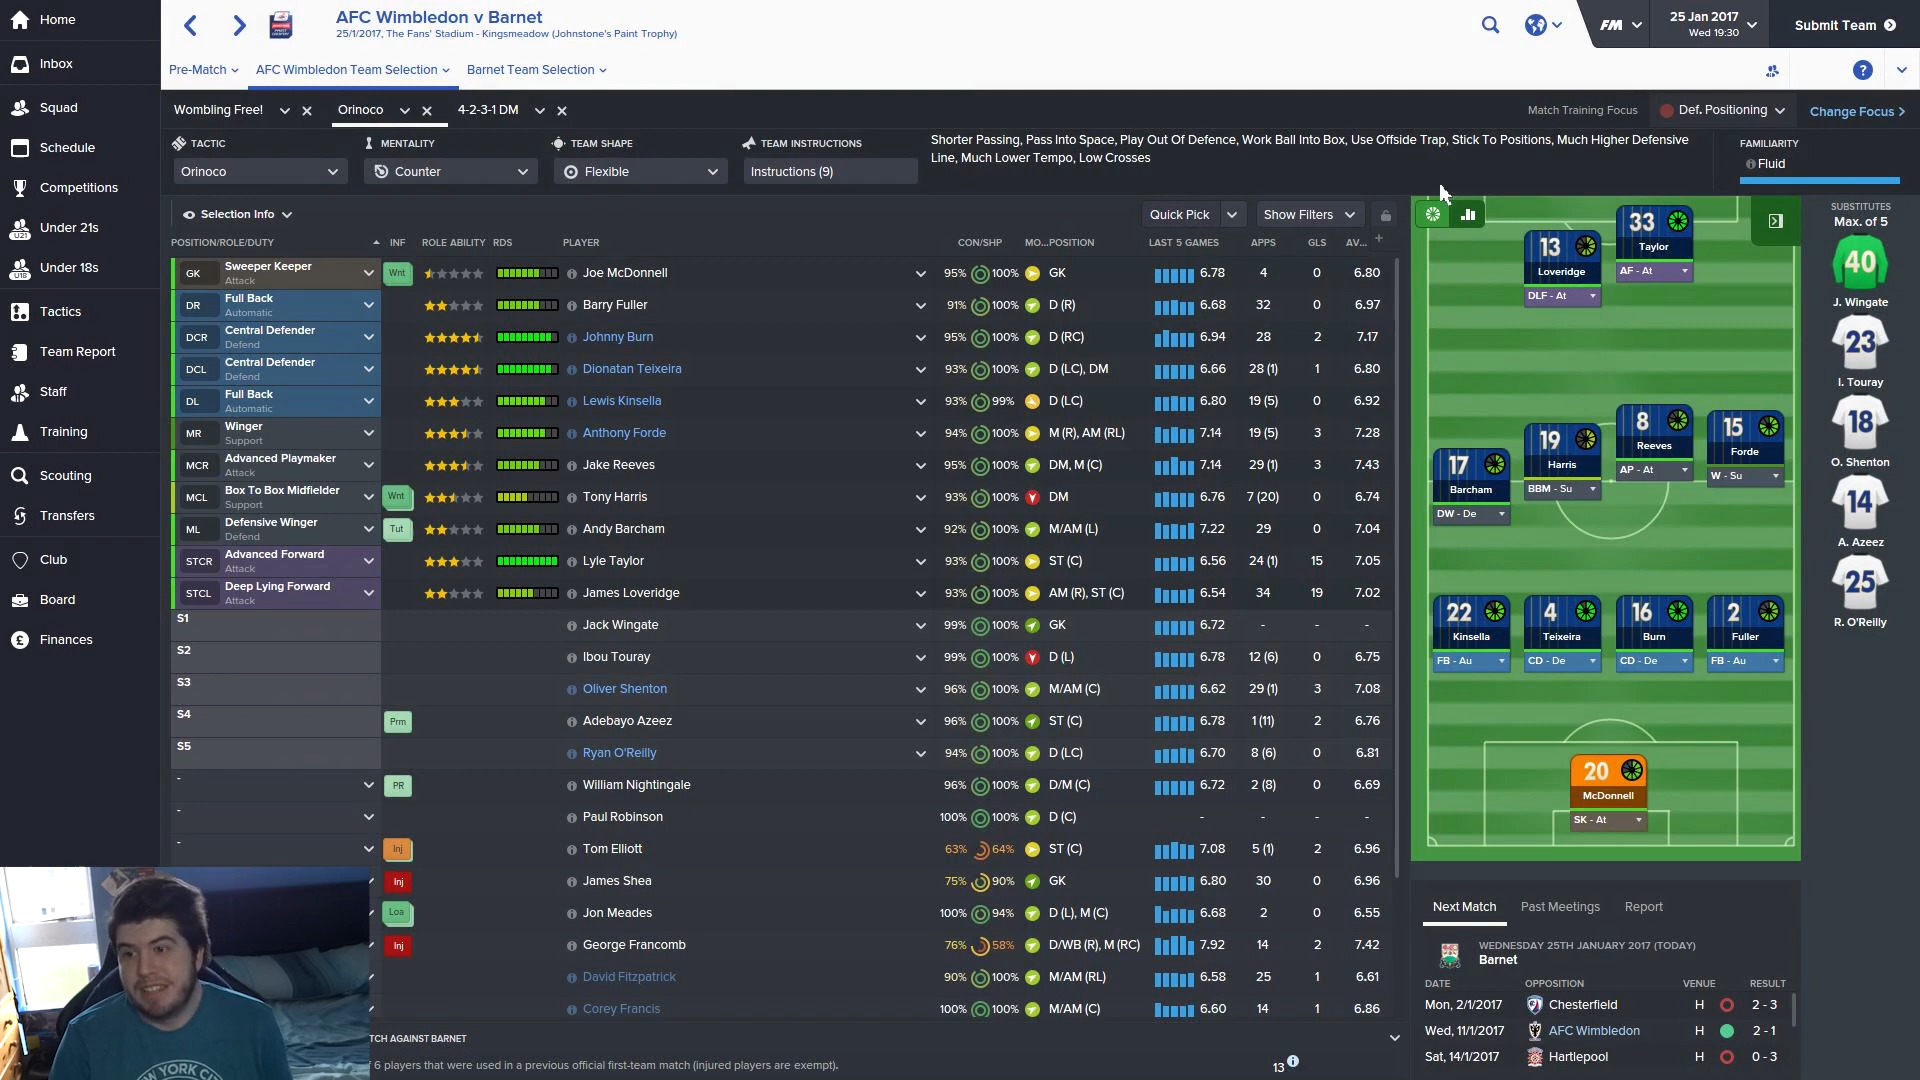 Home
Inbox
Squad
Schedule
Competitions
Under 21s
Under 18s
Tactics
Team Report
Staff
Training
Scouting
Transfers
Club
Board
Finances
AFC Wimbledon v Barnet
25/1/2017, The Fans' Stadium - Kingsmeadow (Johnstone's Paint Trophy)
FM
25 Jan 2017
Wed 19:30
Submit Team
Pre-Match
AFC Wimbledon Team Selection
Barnet Team Selection
Wombling Free!
Orinoco
4-2-3-1 DM
Match Training Focus
Def. Positioning
Change Focus >
TACTIC
MENTALITY
TEAM SHAPE
TEAM INSTRUCTIONS
Orinoco
Counter
Flexible
Instructions (9)
Shorter Passing, Pass Into Space, Play Out Of Defence, Work Ball Into Box, Use Offside Trap, Stick To Positions, Much Higher Defensive
Line, Much Lower Tempo, Low Crosses
FAMILIARITY
Fluid
Selection Info
Quick Pick
Show Filters
POSITION/ROLE/DUTY INF ROLE ABILITY RDS PLAYER CON/SHP MO... POSITION LAST 5 GAMES APPS GLS AV...
GK Sweeper Keeper Attack Wnt Joe McDonnell 95% 100% GK 6.78 4 0 6.80
DR Full Back Automatic Barry Fuller 91% 100% D (R) 6.68 32 0 6.97
DCR Central Defender Defend Johnny Burn 95% 100% D (RC) 6.94 28 2 7.17
DCL Central Defender Defend Dionatan Teixeira 93% 100% D (LC), DM 6.66 28 (1) 1 6.80
DL Full Back Automatic Lewis Kinsella 93% 99% D (LC) 6.80 19 (5) 0 6.92
MR Winger Support Anthony Forde 94% 100% M (R), AM (RL) 7.14 19 (5) 3 7.28
MCR Advanced Playmaker Attack Jake Reeves 95% 100% DM, M (C) 7.14 29 (1) 3 7.43
MCL Box To Box Midfielder Support Wnt Tony Harris 93% 100% DM 6.76 7 (20) 0 6.74
ML Defensive Winger Defend Tut Andy Barcham 92% 100% M/AM (L) 7.22 29 0 7.04
STCR Advanced Forward Attack Lyle Taylor 93% 100% ST (C) 6.56 24 (1) 15 7.05
STCL Deep Lying Forward Attack James Loveridge 93% 100% AM (R), ST (C) 6.54 34 19 7.02
S1 Jack Wingate 99% 100% GK 6.72 - - -
S2 Ibou Touray 99% 100% D (L) 6.78 12 (6) 0 6.75
S3 Oliver Shenton 96% 100% M/AM (C) 6.62 29 (1) 3 7.08
S4 Prm Adebayo Azeez 96% 100% ST (C) 6.78 1 (11) 2 6.76
S5 Ryan O'Reilly 94% 100% D (LC) 6.70 8 (6) 0 6.81
- PR William Nightingale 96% 100% D/M (C) 6.72 2 (8) 0 6.69
- Paul Robinson 100% 100% D (C) - - - -
- Inj Tom Elliott 63% 64% ST (C) 7.08 5 (1) 2 6.96
Inj James Shea 75% 90% GK 6.80 30 0 6.96
Loa Jon Meades 100% 94% D (L), M (C) 6.68 2 0 6.55
Inj George Francomb 76% 58% D/WB (R), M (RC) 7.92 14 2 7.42
David Fitzpatrick 90% 100% M/AM (RL) 6.58 25 1 6.61
Corey Francis 100% 100% M/AM (C) 6.60 14 1 6.86
TCH AGAINST BARNET
6 players that were used in a previous official first-team match (injured players are exempt).
13
33
Taylor
AF - At
13
Loveridge
DLF - At
8
Reeves
AP - At
15
Forde
W - Su
19
Harris
BBM - Su
17
Barcham
DW - De
22
Kinsella
FB - Au
4
Teixeira
CD - De
16
Burn
CD - De
2
Fuller
FB - Au
20
McDonnell
SK - At
SUBSTITUTES
Max. of 5
40
J. Wingate
23
I. Touray
18
O. Shenton
14
A. Azeez
25
R. O'Reilly
Next Match
Past Meetings
Report
WEDNESDAY 25TH JANUARY 2017 (TODAY)
Barnet
DATE OPPOSITION VENUE RESULT
Mon, 2/1/2017 Chesterfield H 2 - 3
Wed, 11/1/2017 AFC Wimbledon H 2 - 1
Sat, 14/1/2017 Hartlepool H 0 - 3
NEW YORK CITY